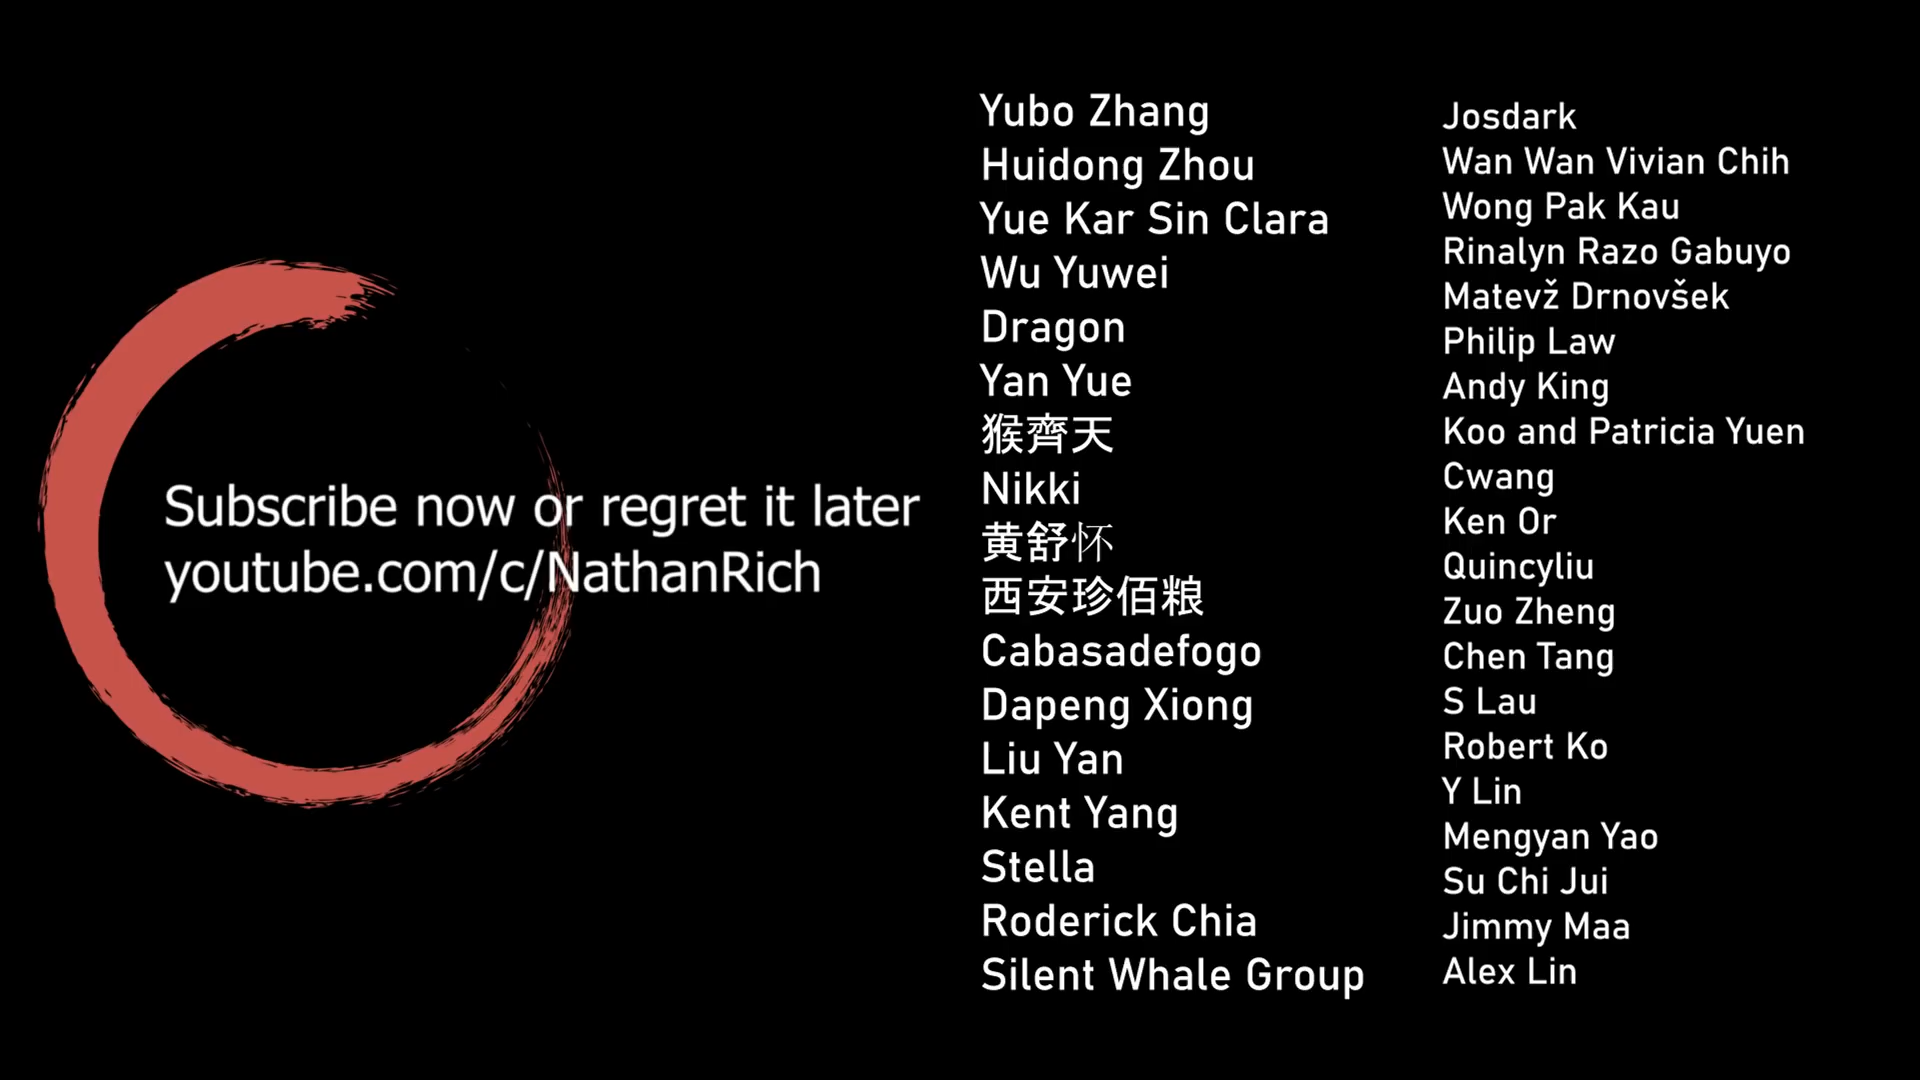 Subscribe now or regret it later
youtube.com/c/NathanRich
Yubo Zhang
Huidong Zhou
Yue Kar Sin Clara
Wu Yuwei
Dragon
Yan Yue
猴齊天
Nikki
黄舒怀
西安珍佰粮
Cabasadefogo
Dapeng Xiong
Liu Yan
Kent Yang
Stella
Roderick Chia
Silent Whale Group
Josdark
Wan Wan Vivian Chih
Wong Pak Kau
Rinalyn Razo Gabuyo
Matevž Drnovšek
Philip Law
Andy King
Koo and Patricia Yuen
Cwang
Ken Or
Quincyliu
Zuo Zheng
Chen Tang
S Lau
Robert Ko
Y Lin
Mengyan Yao
Su Chi Jui
Jimmy Maa
Alex Lin